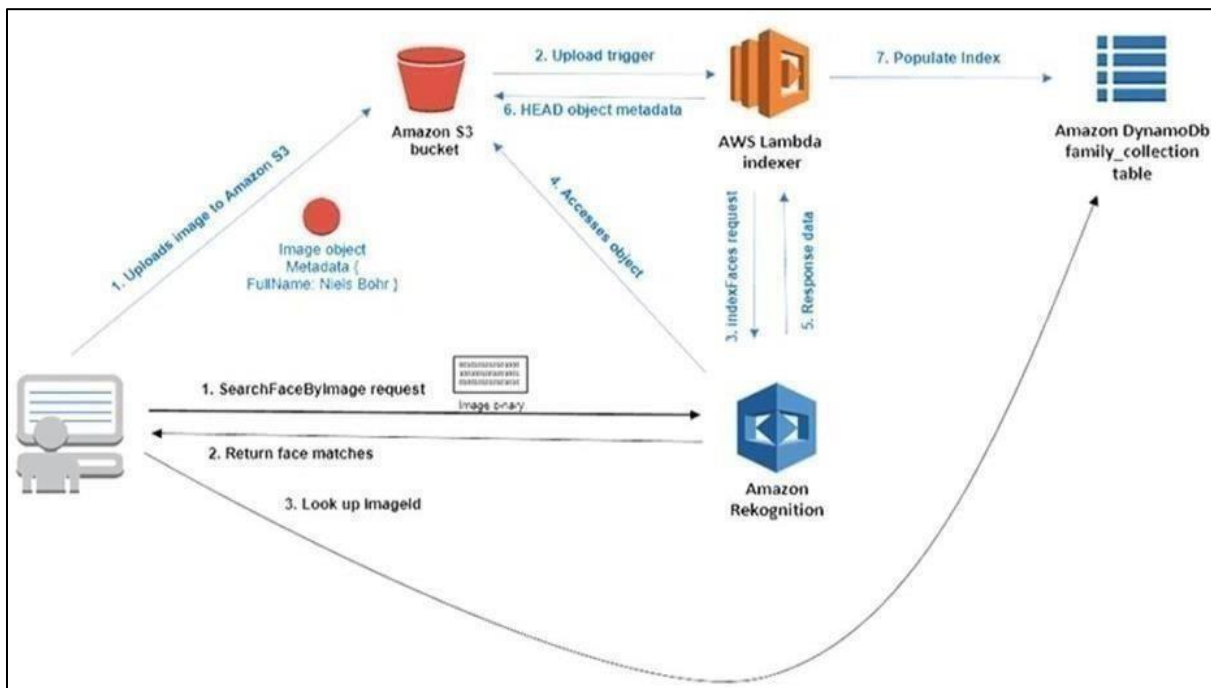 2. Upload trigger
7. Populate Index
6. HEAD object metadata
Amazon S3
bucket
AWS Lambda
indexer
Amazon DynamoDb
family_collection
table
1. Uploads image to Amazon S3
4. Accesses object
Image object
Metadata {
FullName: Niels Bohr }
3. indexFaces request
5. Response data
1. SearchFaceByImage request
Image binary
2. Return face matches
3. Look up ImageId
Amazon
Rekognition